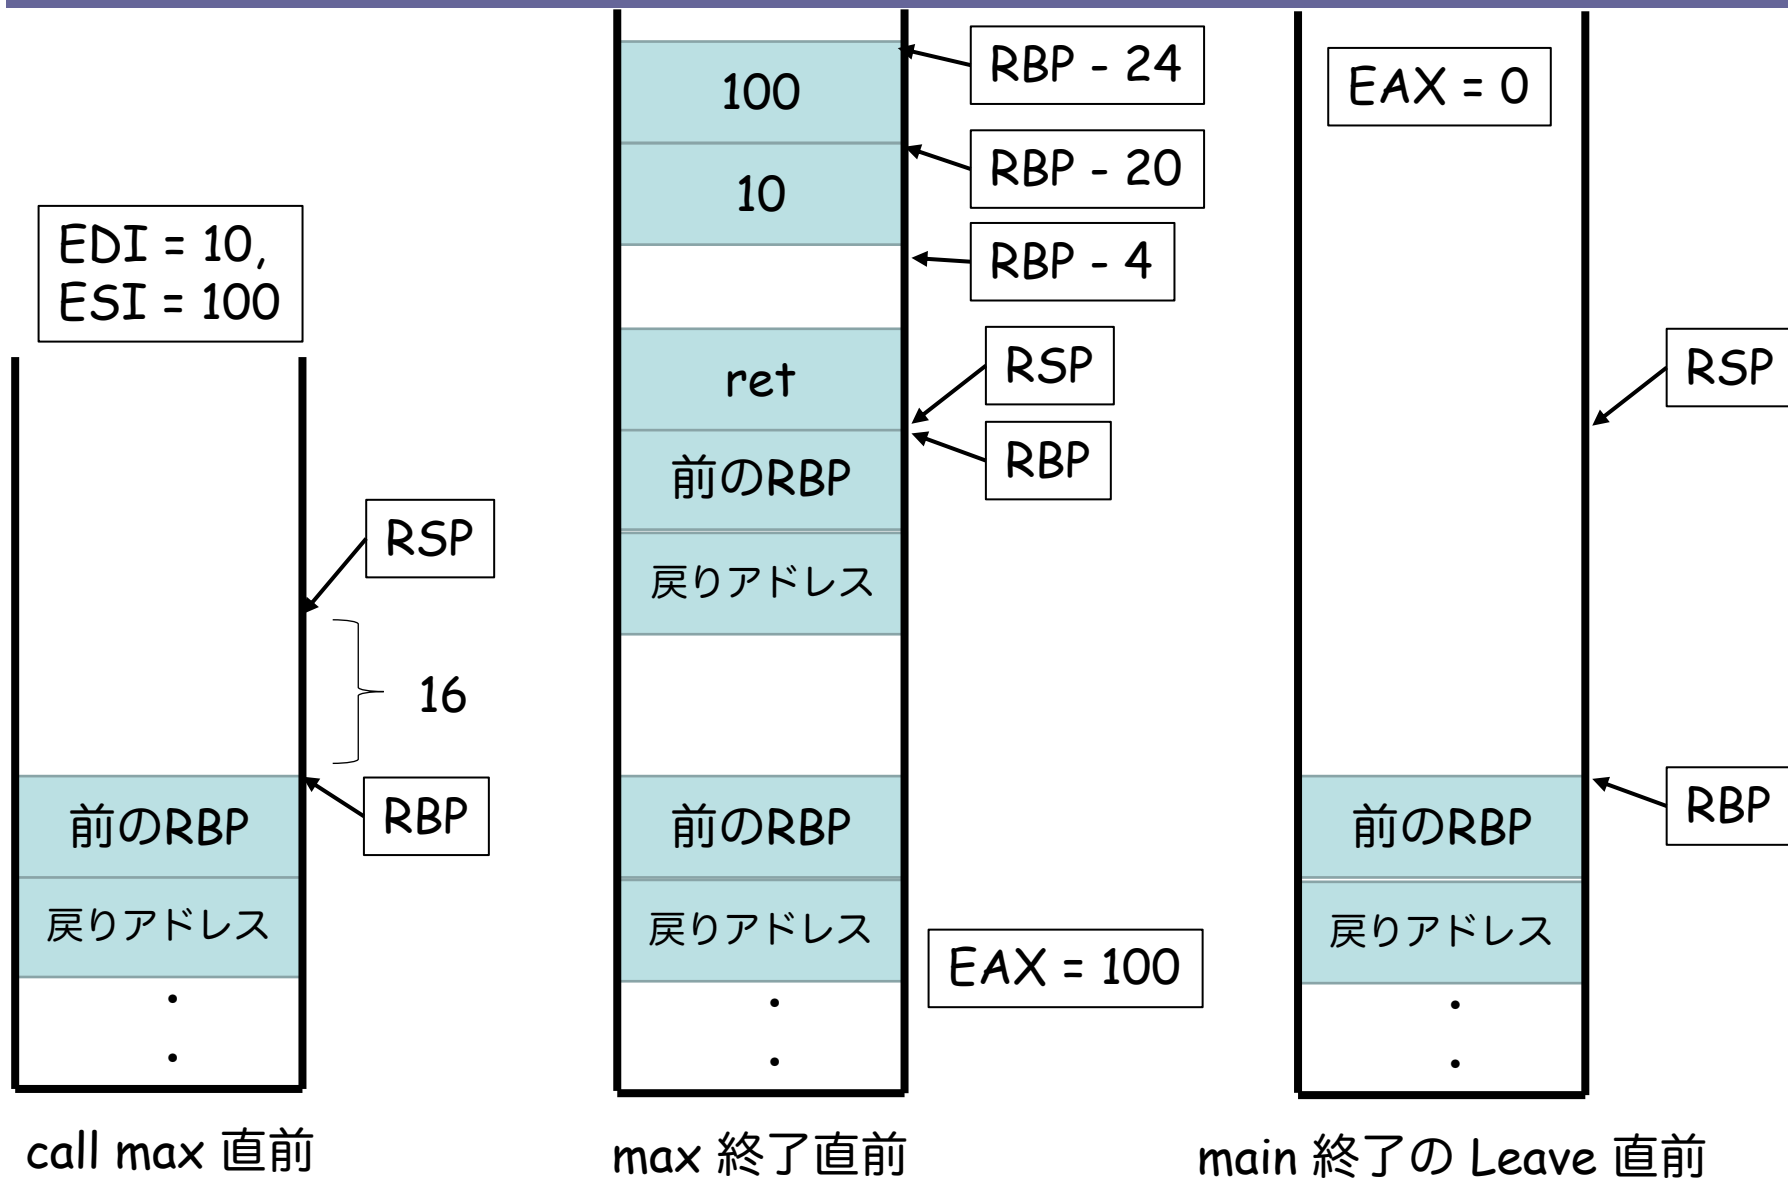 EDI = 10,
ESI = 100
RSP
16
RBP
前のRBP
戻りアドレス
・
・
call max 直前
100
10
ret
前のRBP
戻りアドレス
前のRBP
戻りアドレス
・
・
RBP - 24
RBP - 20
RBP - 4
RSP
RBP
EAX = 100
max 終了直前
EAX = 0
RSP
RBP
前のRBP
戻りアドレス
・
・
main 終了の Leave 直前